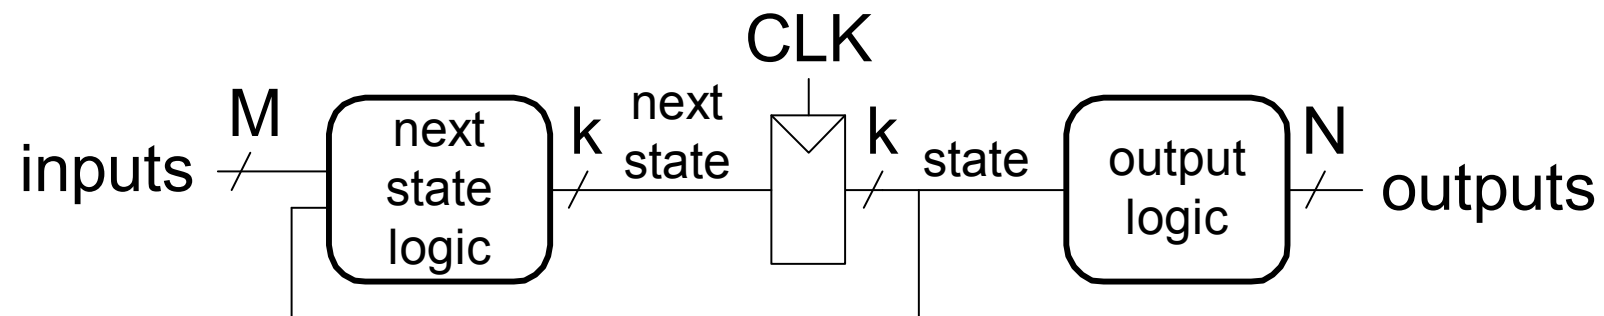 CLK
inputs
M
next
state
logic
k
next
state
k
state
output
logic
N
outputs